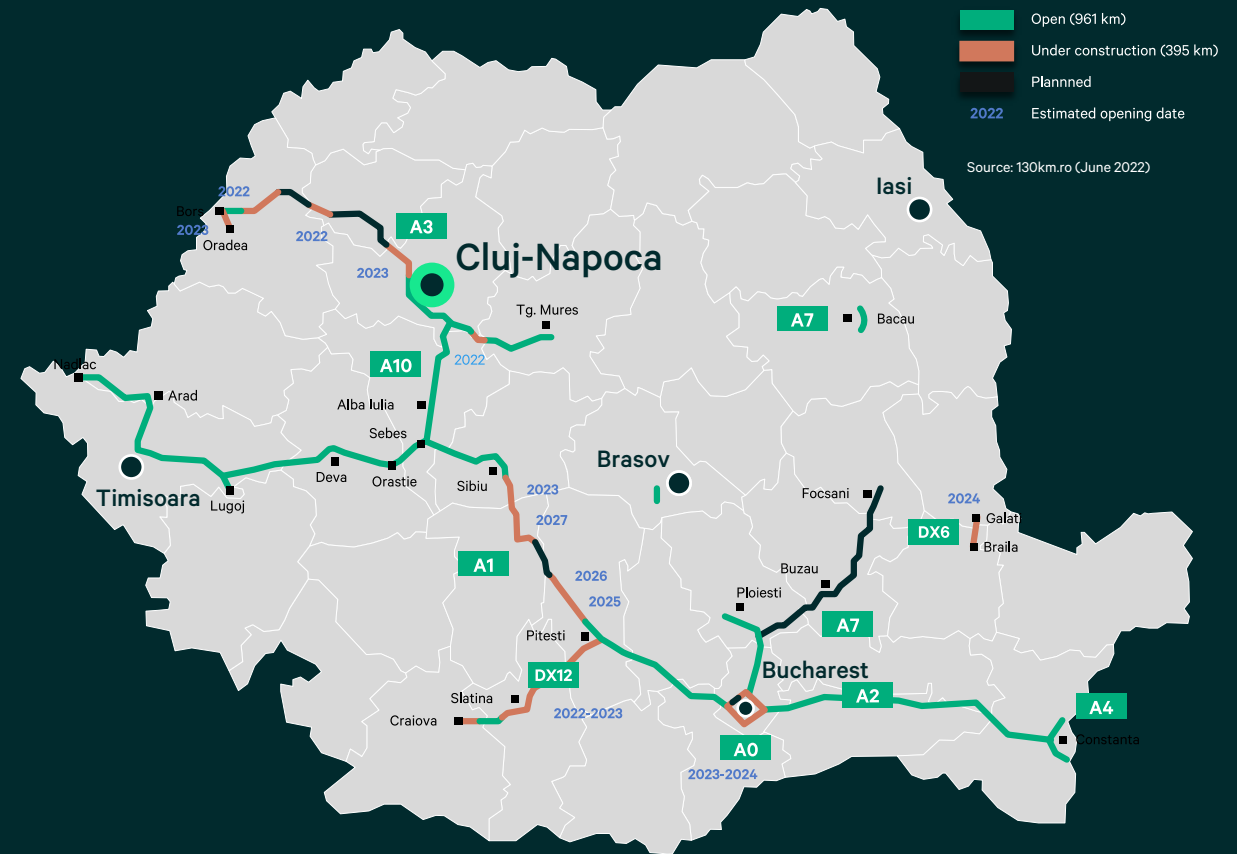 Open (961 km)
Under construction (395 km)
Plannned
2022 Estimated opening date
Source: 130km.ro (June 2022)
Iasi
2022
Bors
2023
Oradea
2022
A3
2023
Cluj-Napoca
Tg. Mures
A7
Bacau
A10
2022
Nadlac
Arad
Alba Iulia
Sebes
Timisoara
Lugoj
Deva
Orastie
Sibiu
Brasov
2023
2027
Focsani
2024
Galat
DX6
Braila
A1
2026
2025
Buzau
Ploiesti
A7
Pitesti
DX12
Bucharest
A2
Slatina
Craiova
2022-2023
A4
Constanta
A0
2023-2024